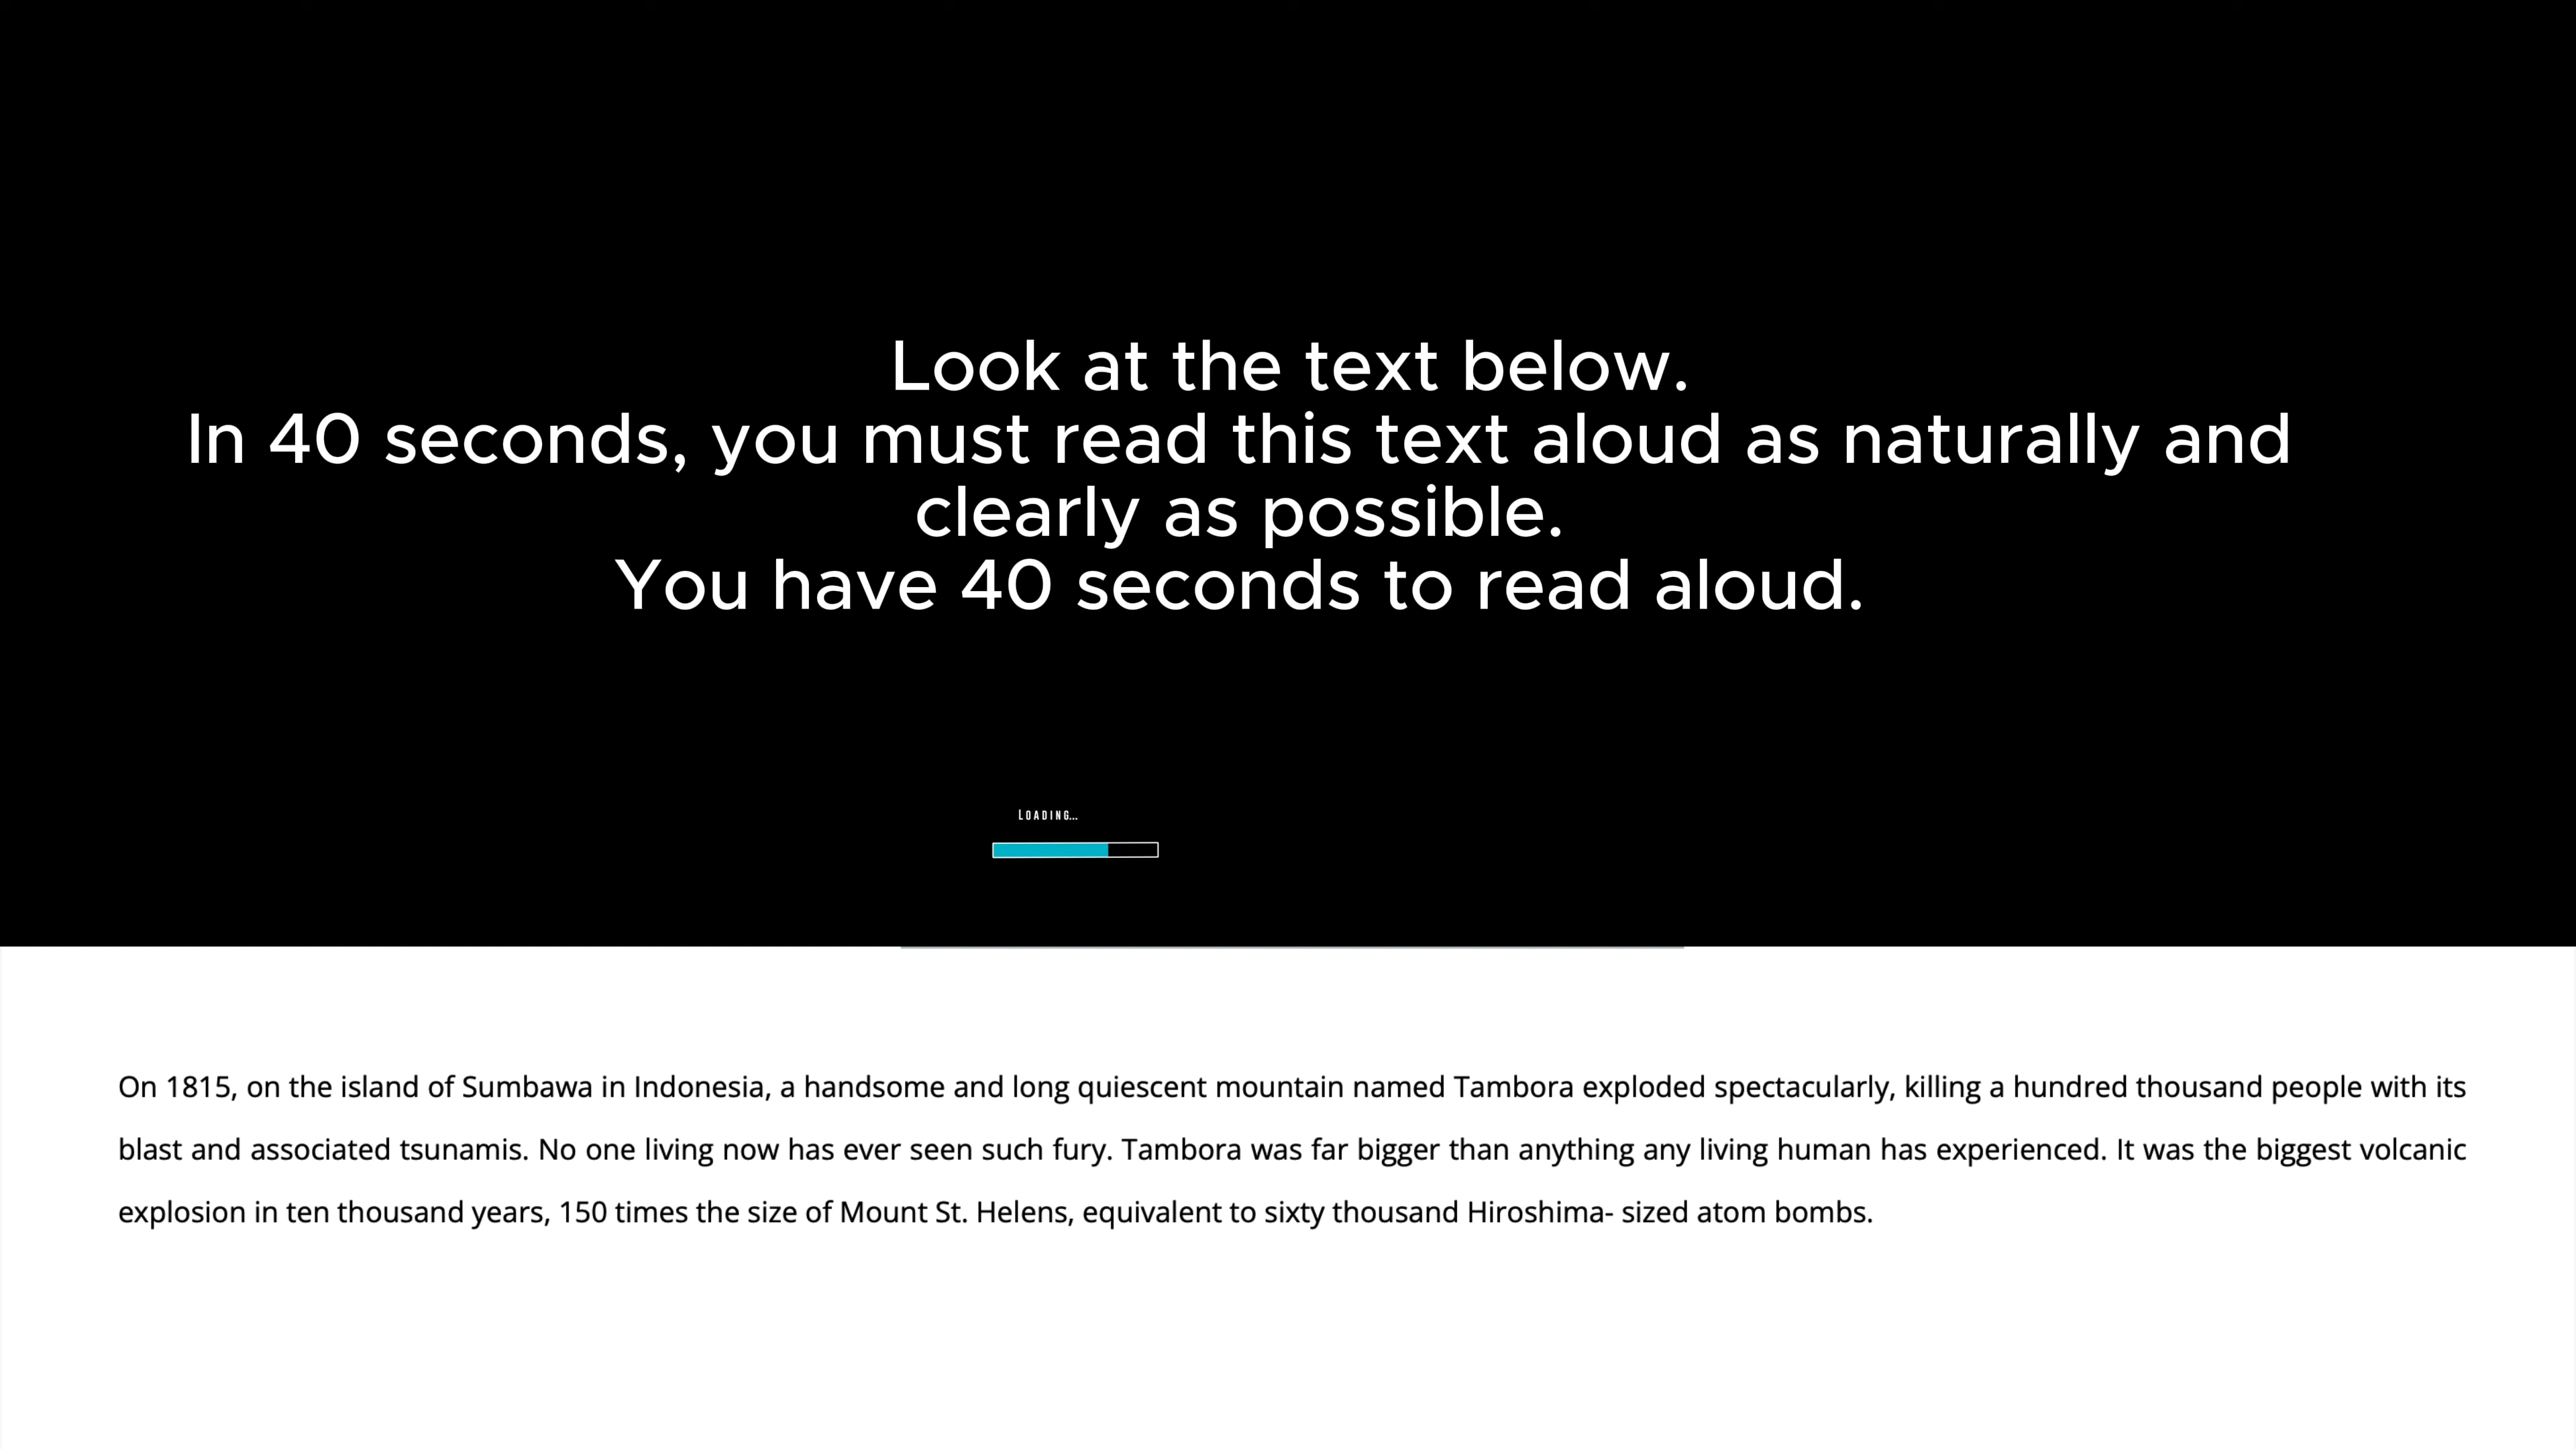 Look at the text below.
In 40 seconds, you must read this text aloud as naturally and
clearly as possible.
You have 40 seconds to read aloud.
LOADING...
On 1815, on the island of Sumbawa in Indonesia, a handsome and long quiescent mountain named Tambora exploded spectacularly, killing a hundred thousand people with its
blast and associated tsunamis. No one living now has ever seen such fury. Tambora was far bigger than anything any living human has experienced. It was the biggest volcanic
explosion in ten thousand years, 150 times the size of Mount St. Helens, equivalent to sixty thousand Hiroshima- sized atom bombs.